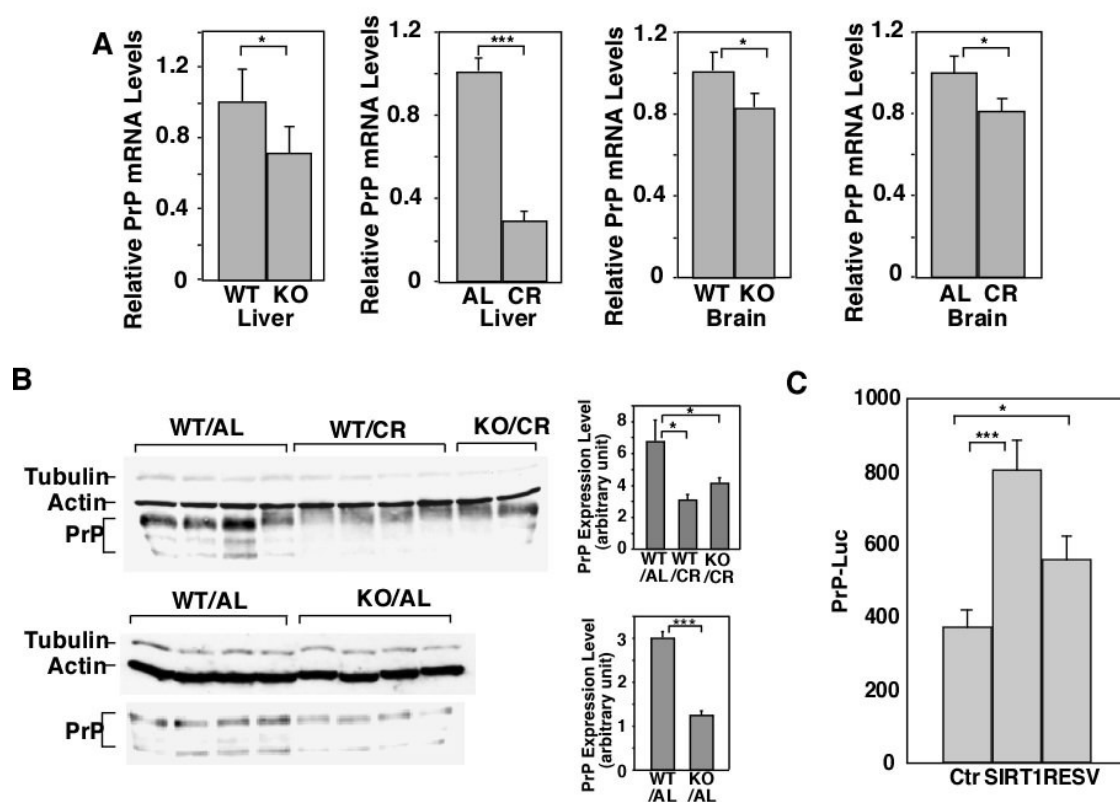 A
Relative PrP mRNA Levels
1.2
0.8
0.4
0
*
WT KO
Liver
Relative PrP mRNA Levels
1.2
0.8
0.4
0
***
AL CR
Liver
Relative PrP mRNA Levels
1.2
0.8
0.4
0
*
WT KO
Brain
Relative PrP mRNA Levels
1.2
0.8
0.4
0
*
AL CR
Brain
B
WT/AL WT/CR KO/CR
Tubulin
Actin
PrP
PrP Expression Level
(arbitrary unit)
8
6
4
2
0
*
*
WT WT KO
/AL /CR /CR
WT/AL KO/AL
Tubulin
Actin
PrP
PrP Expression Level
(arbitrary unit)
3
2
1
0
***
WT KO
/AL /AL
C
PrP-Luc
1000
800
600
400
200
0
*
***
Ctr SIRT1RESV